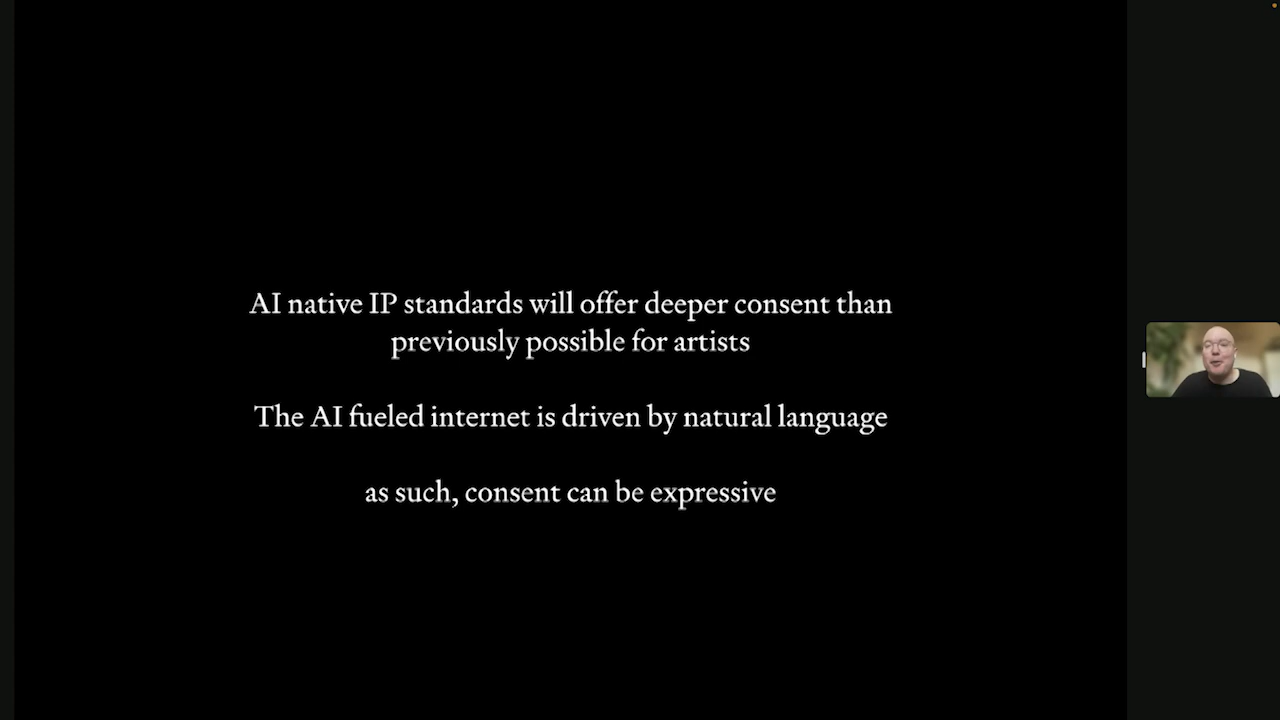 AI native IP standards will offer deeper consent than
previously possible for artists
The AI fueled internet is driven by natural language
as such, consent can be expressive